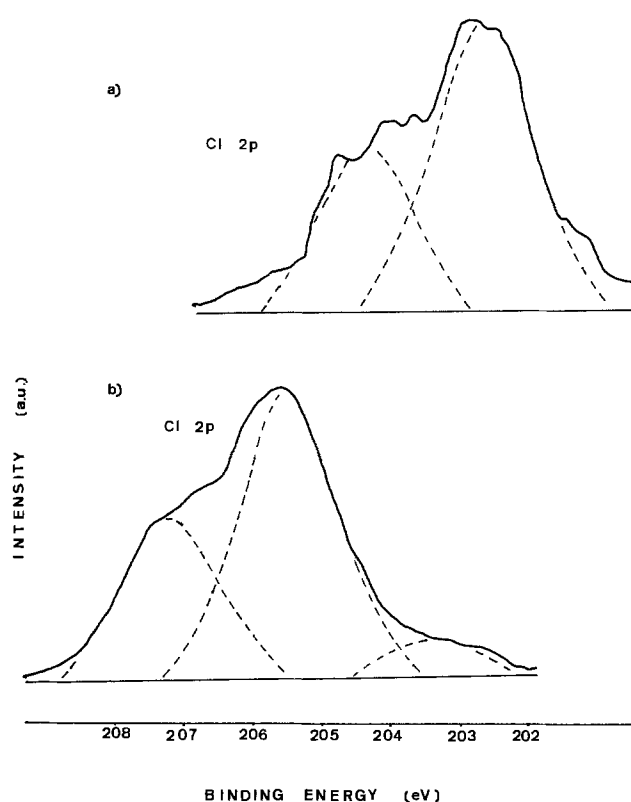 a)
Cl 2p
b)
Cl 2p
INTENSITY (a.u.)
208 207 206 205 204 203 202
BINDING ENERGY (eV)